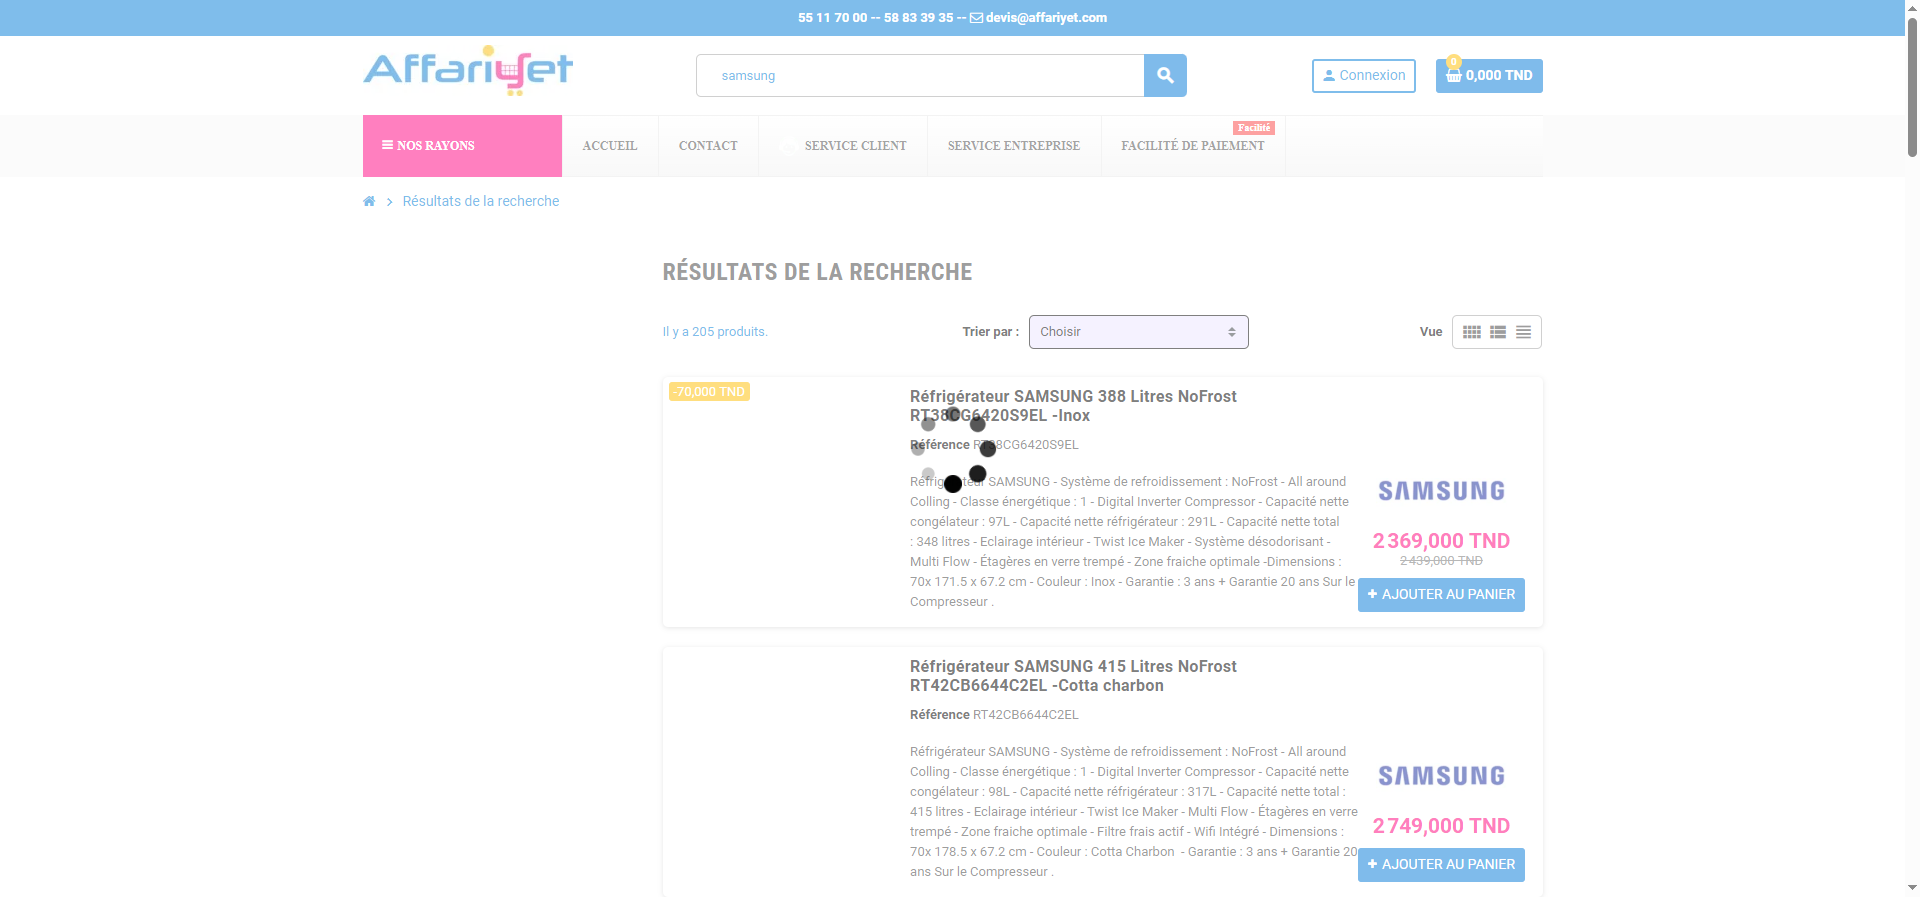 55 11 70 00 -- 58 83 39 35 -- devis@affariyet.com
Affariyet
samsung
Connexion
0
0,000 TND
NOS RAYONS
ACCUEIL
CONTACT
SERVICE CLIENT
SERVICE ENTREPRISE
Facilité
FACILITÉ DE PAIEMENT
Résultats de la recherche
RÉSULTATS DE LA RECHERCHE
Il y a 205 produits.
Trier par :
Choisir
Vue
-70,000 TND
Réfrigérateur SAMSUNG 388 Litres NoFrost
RT38CG6420S9EL -Inox
Référence RT38CG6420S9EL
Réfrigérateur SAMSUNG - Système de refroidissement : NoFrost - All around
Colling - Classe énergétique : 1 - Digital Inverter Compressor - Capacité nette
congélateur : 97L - Capacité nette réfrigérateur : 291L - Capacité nette total
: 348 litres - Eclairage intérieur - Twist Ice Maker - Système désodorisant -
Multi Flow - Étagères en verre trempé - Zone fraiche optimale -Dimensions :
70x 171.5 x 67.2 cm - Couleur : Inox - Garantie : 3 ans + Garantie 20 ans Sur le
Compresseur .
SAMSUNG
2 369,000 TND
2 439,000 TND
+ AJOUTER AU PANIER
Réfrigérateur SAMSUNG 415 Litres NoFrost
RT42CB6644C2EL -Cotta charbon
Référence RT42CB6644C2EL
Réfrigérateur SAMSUNG - Système de refroidissement : NoFrost - All around
Colling - Classe énergétique : 1 - Digital Inverter Compressor - Capacité nette
congélateur : 98L - Capacité nette réfrigérateur : 317L - Capacité nette total :
415 litres - Eclairage intérieur - Twist Ice Maker - Multi Flow - Étagères en verre
trempé - Zone fraiche optimale - Filtre frais actif - Wifi Intégré - Dimensions :
70x 178.5 x 67.2 cm - Couleur : Cotta Charbon - Garantie : 3 ans + Garantie 20
ans Sur le Compresseur .
SAMSUNG
2 749,000 TND
+ AJOUTER AU PANIER